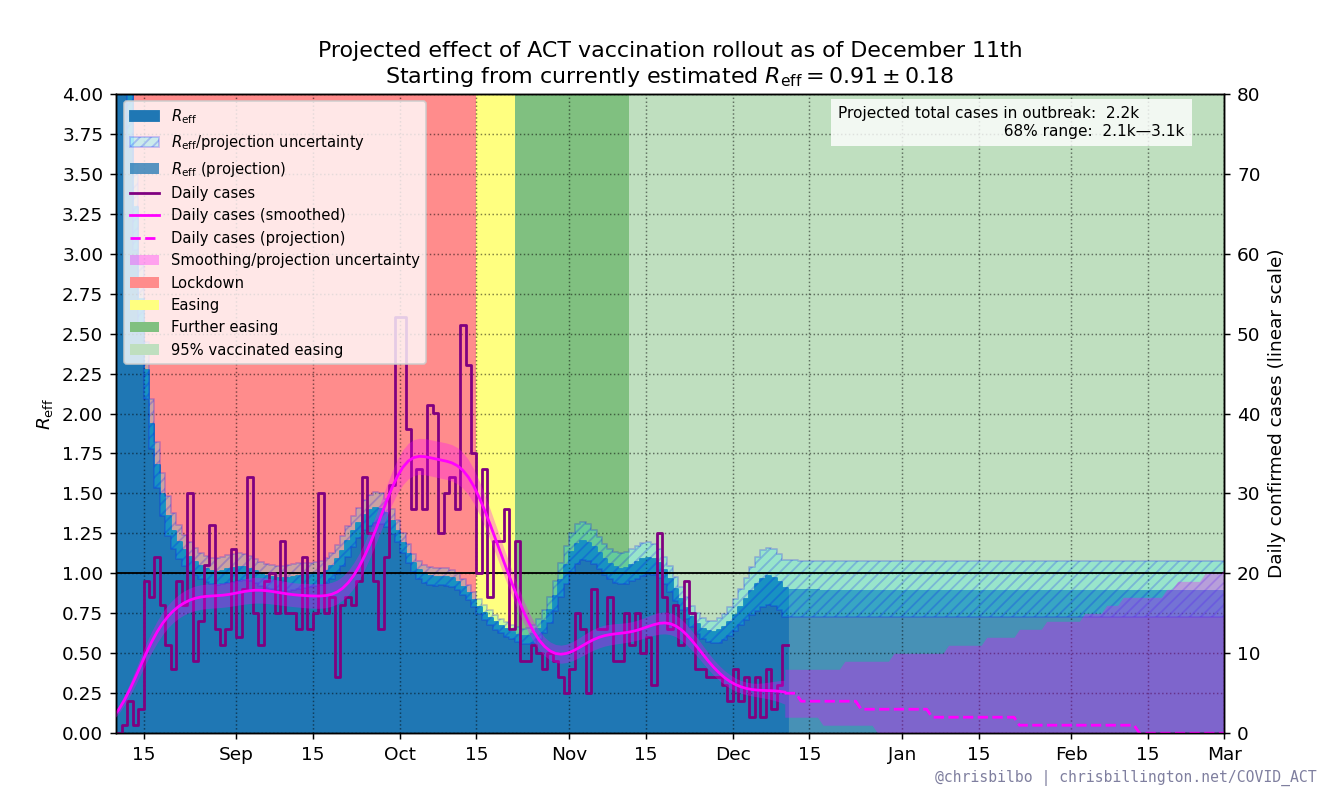 Projected effect of ACT vaccination rollout as of December 11th
Starting from currently estimated R_eff = 0.91 ± 0.18
4.00
3.75
3.50
3.25
3.00
2.75
2.50
2.25
2.00
1.75
1.50
1.25
1.00
0.75
0.50
0.25
0.00
R_eff
R_eff
R_eff/projection uncertainty
R_eff (projection)
Daily cases
Daily cases (smoothed)
Daily cases (projection)
Smoothing/projection uncertainty
Lockdown
Easing
Further easing
95% vaccinated easing
Projected total cases in outbreak: 2.2k
68% range: 2.1k—3.1k
80
70
60
50
40
30
20
10
0
Daily confirmed cases (linear scale)
15 Sep 15 Oct 15 Nov 15 Dec 15 Jan 15 Feb 15 Mar
@chrisbilbo | chrisbillington.net/COVID_ACT